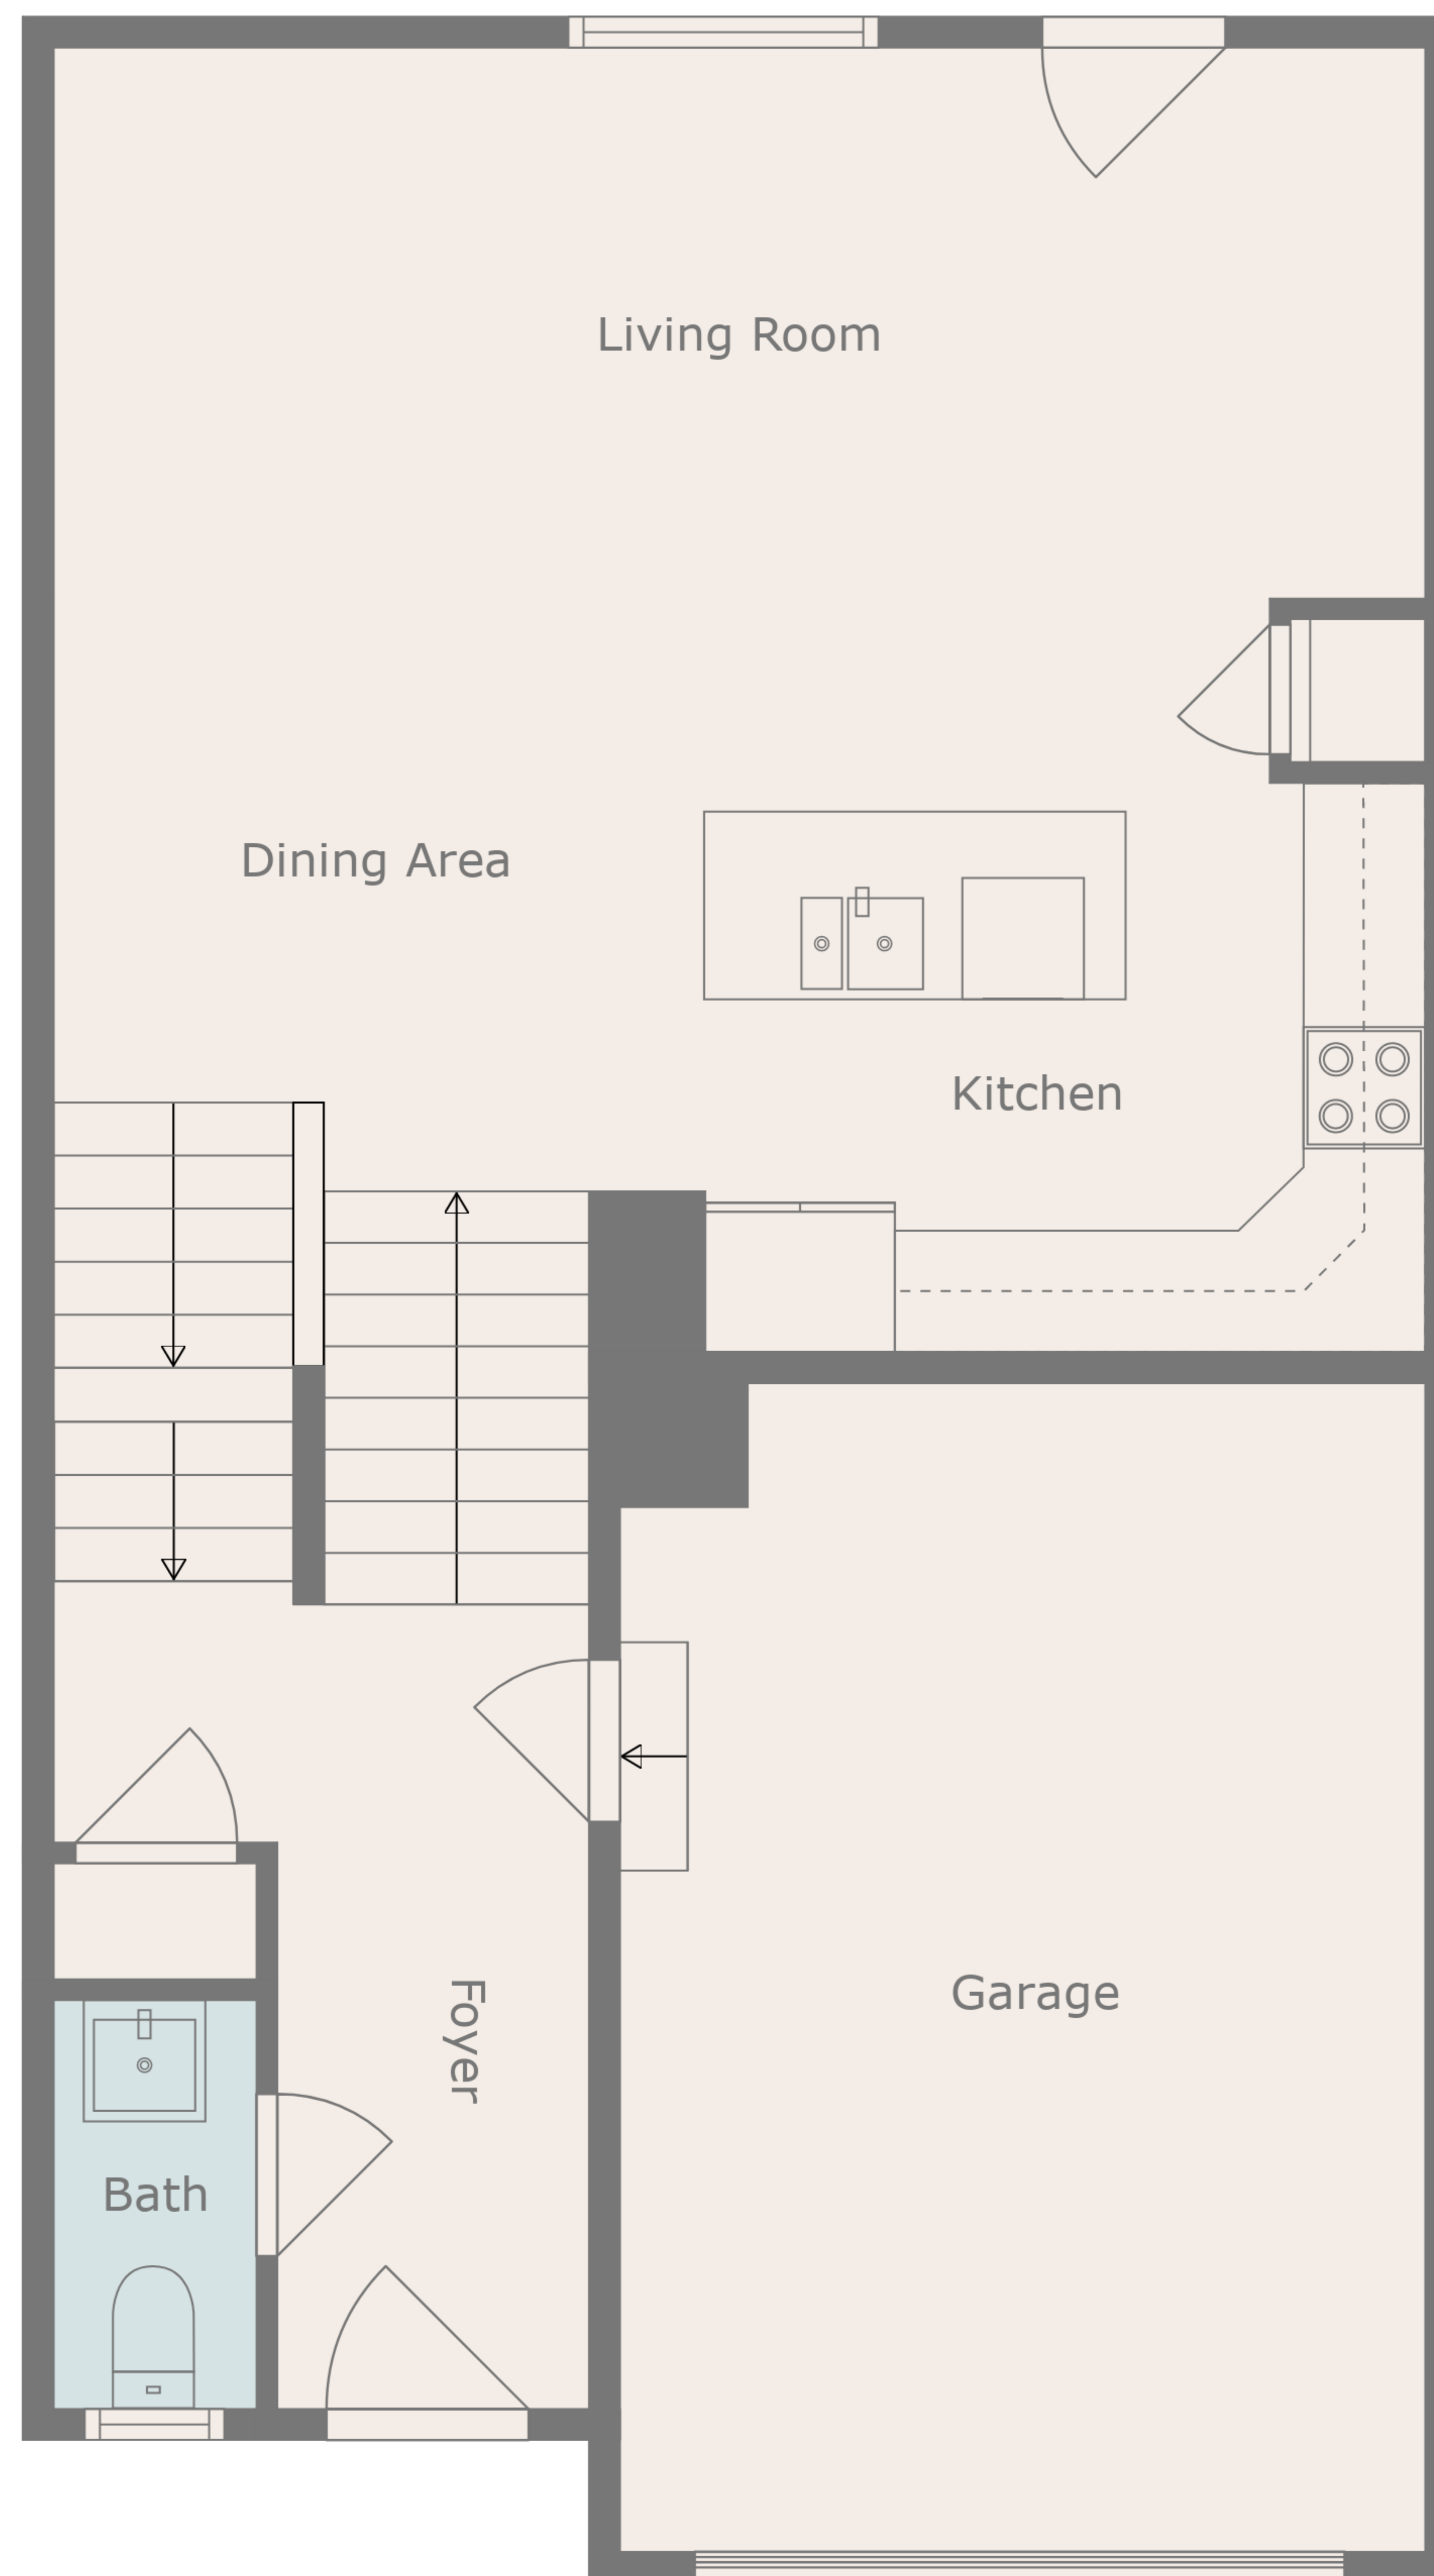 Living Room
Dining Area
Kitchen
Garage
Foyer
Bath